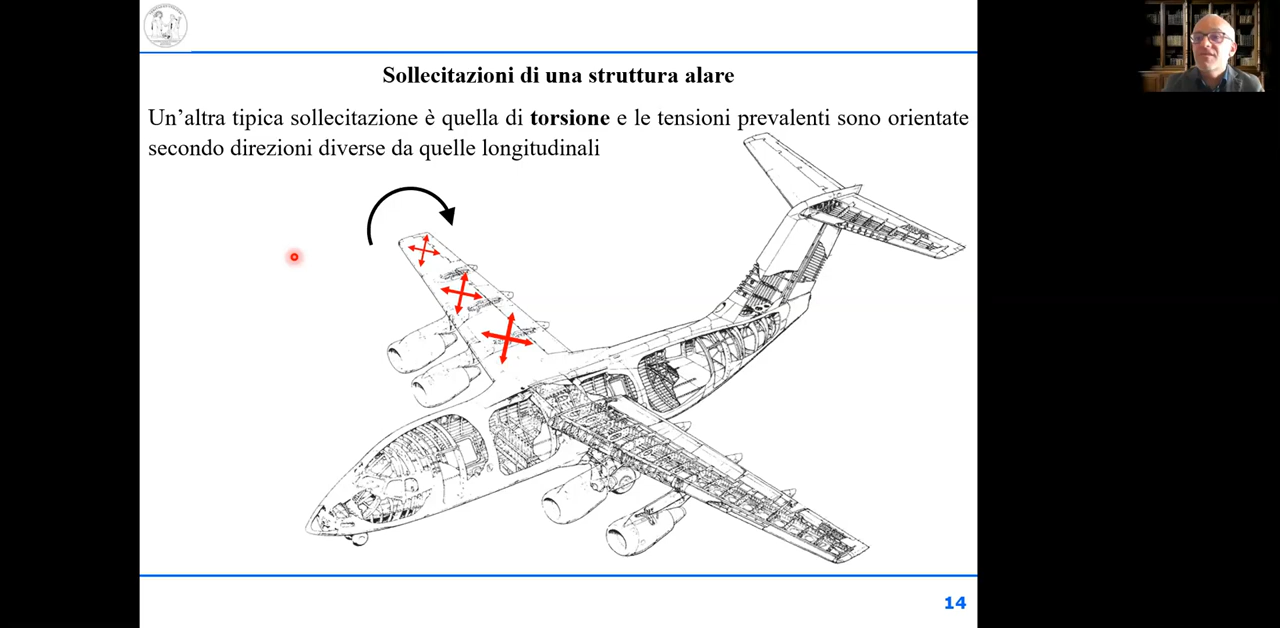 Sollecitazioni di una struttura alare
Un’altra tipica sollecitazione è quella di torsione e le tensioni prevalenti sono orientate
secondo direzioni diverse da quelle longitudinali
14